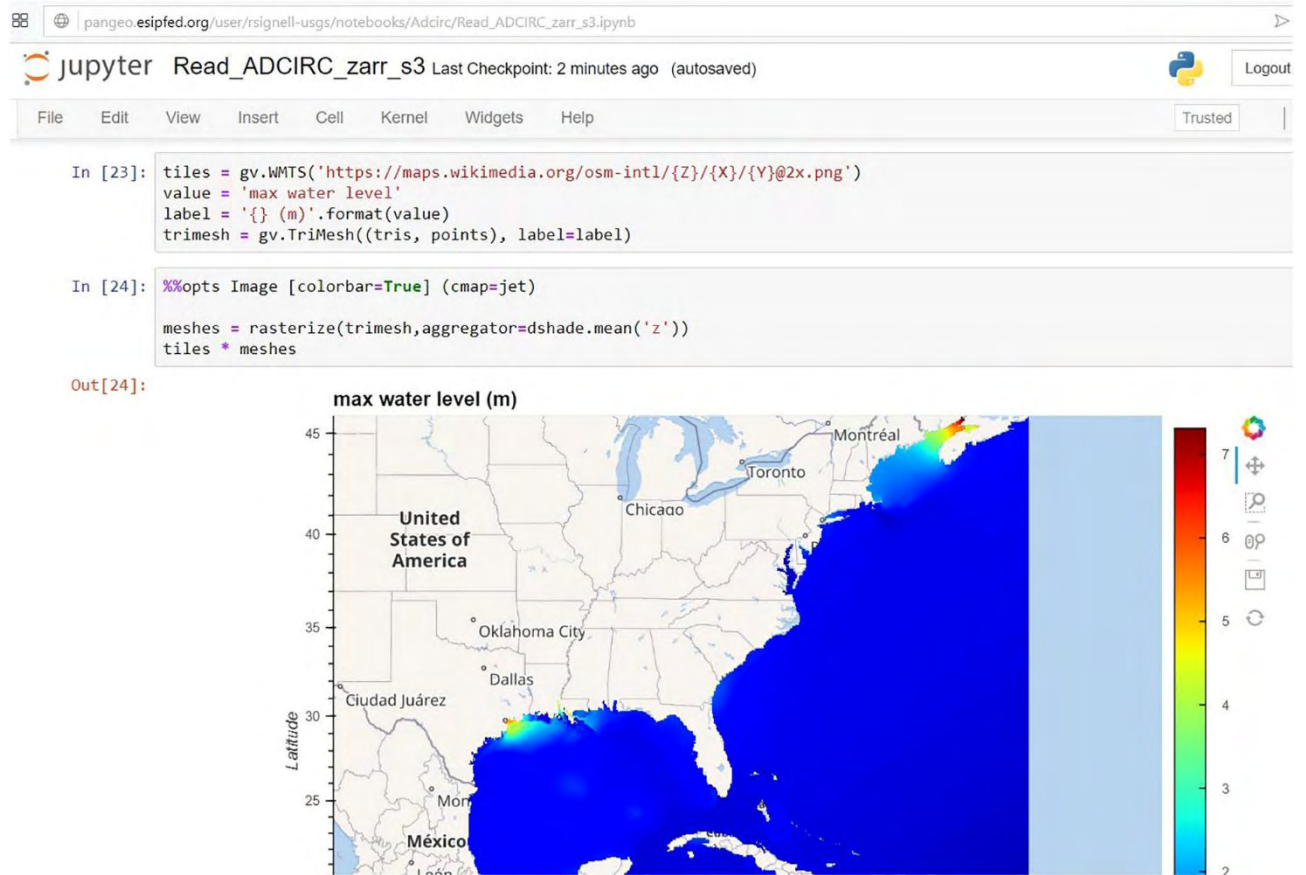 pangeo.esipfed.org/user/rsignell-usgs/notebooks/Adcirc/Read_ADCIRC_zarr_s3.ipynb
jupyter Read_ADCIRC_zarr_s3 Last Checkpoint: 2 minutes ago (autosaved)
Logout
File Edit View Insert Cell Kernel Widgets Help
Trusted
In [23]: tiles = gv.WMTS('https://maps.wikimedia.org/osm-intl/{Z}/{X}/{Y}@2x.png')
value = 'max water level'
label = '{} (m)'.format(value)
trimesh = gv.TriMesh((tris, points), label=label)
In [24]: %%opts Image [colorbar=True] (cmap=jet)
meshes = rasterize(trimesh,aggregator=dshade.mean('z'))
tiles * meshes
Out[24]:
max water level (m)
45
Montréal
7
Toronto
Chicago
United
States of
America
40
6
35
Oklahoma City
5
Dallas
Ciudad Juárez
30
4
Latitude
25
Mon
3
México
León
2